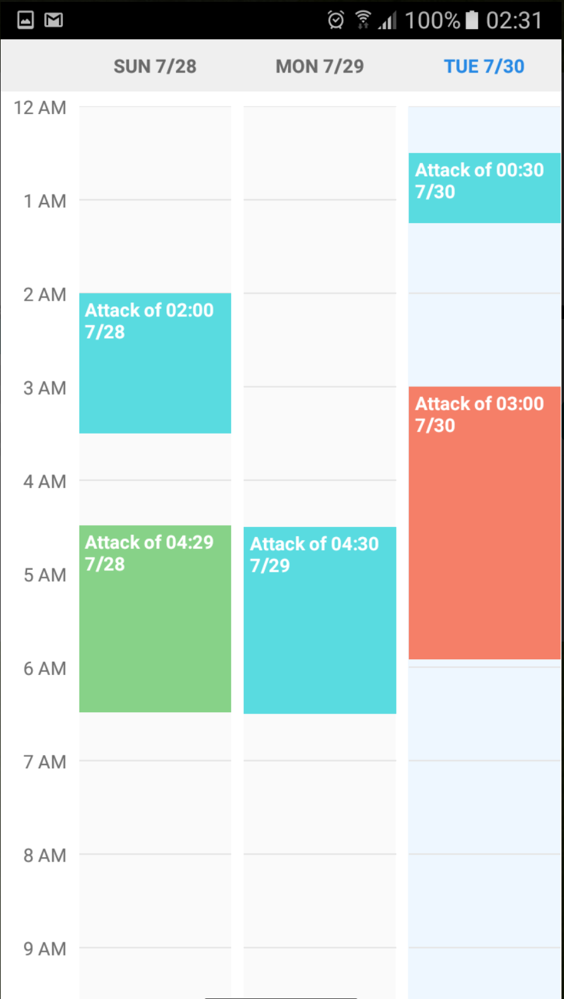 100% 02:31
SUN 7/28 MON 7/29 TUE 7/30
12 AM
Attack of 00:30
7/30
1 AM
2 AM
Attack of 02:00
7/28
3 AM
Attack of 03:00
7/30
4 AM
Attack of 04:29
7/28
Attack of 04:30
7/29
5 AM
6 AM
7 AM
8 AM
9 AM